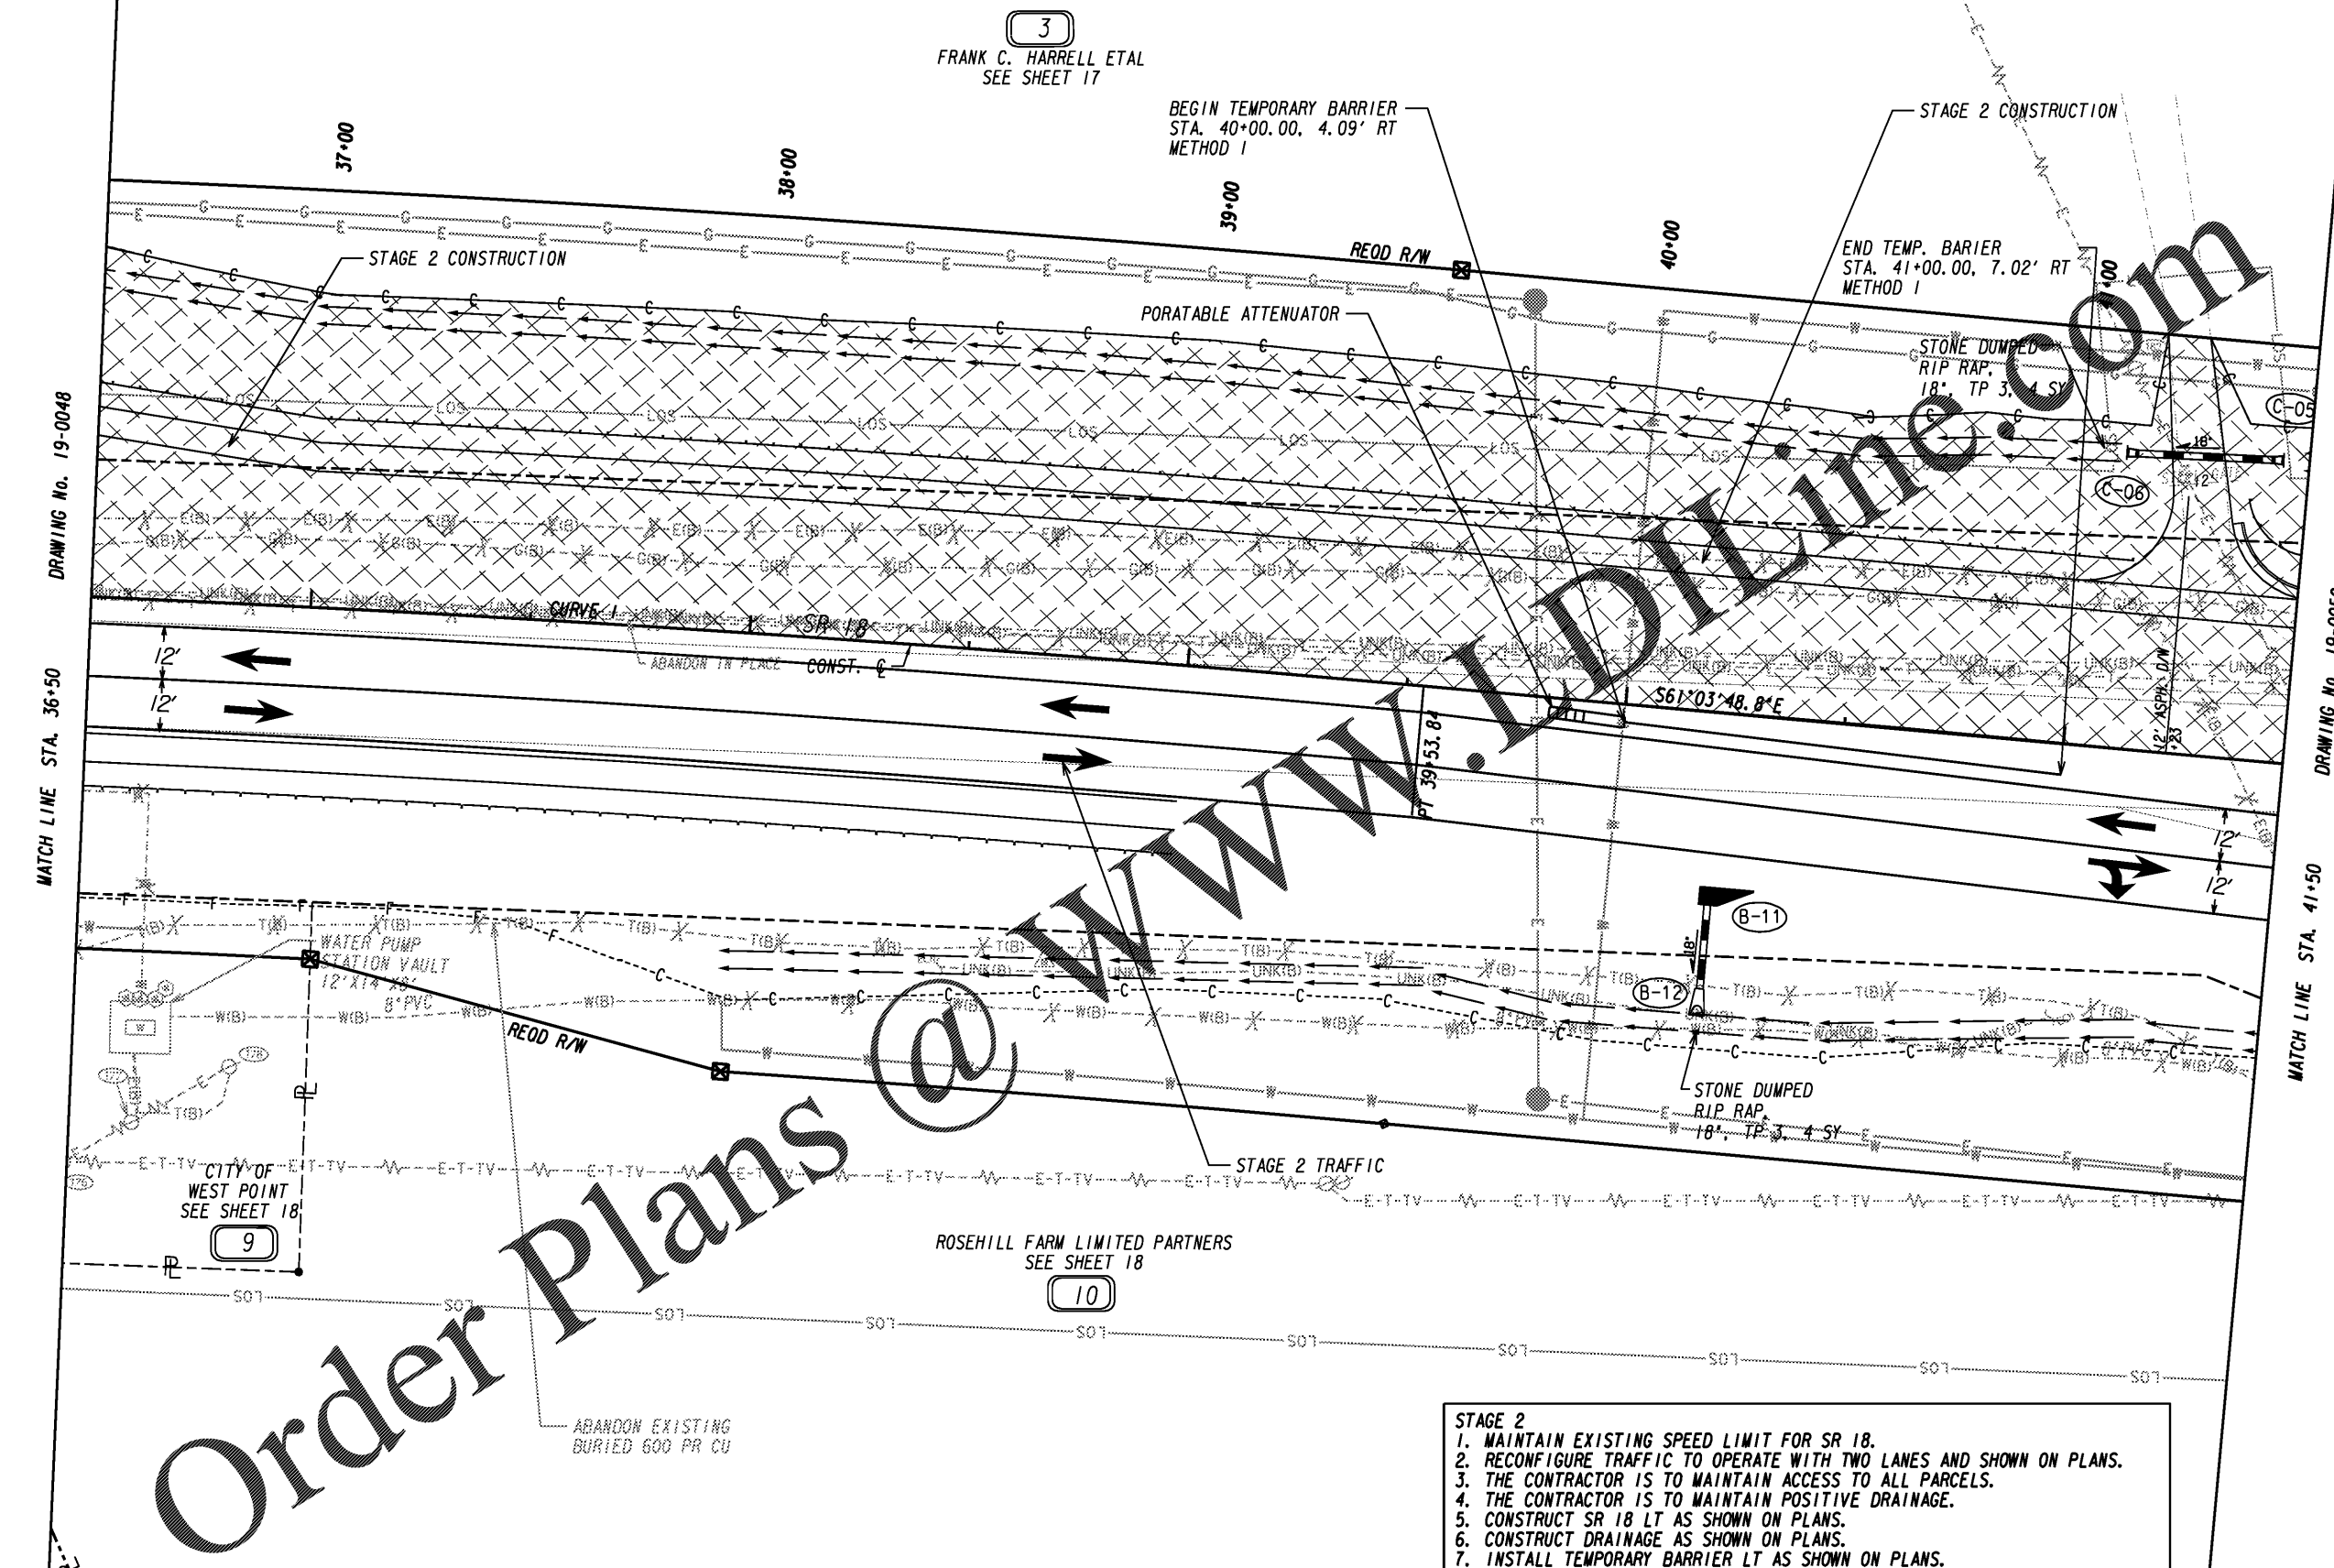 3
FRANK C. HARRELL ETAL
SEE SHEET 17
BEGIN TEMPORARY BARRIER
STA. 40+00.00, 4.09' RT
METHOD 1
STAGE 2 CONSTRUCTION
37+00
38+00
39+00
40+00
REQD R/W
STAGE 2 CONSTRUCTION
END TEMP. BARIER
STA. 41+00.00, 7.02' RT
METHOD 1
PORATABLE ATTENUATOR
STONE DUMPED
RIP RAP,
18", TP 3, 4 SY
C-05
C-06
18"
DRAWING No. 19-0048
MATCH LINE STA. 36+50
CURVE 1
SR 18
ABANDON IN PLACE
CONST. ℄
S61°03'48.8"E
12' ASPH. D/W
+23
12'
12'
PT 39+53.84
12'
12'
MATCH LINE STA. 41+50
B-11
18"
B-12
WATER PUMP
STATION VAULT
12'X14'X8'
8"PVC
REQD R/W
STONE DUMPED
RIP RAP,
18", TP 3, 4 SY
STAGE 2 TRAFFIC
CITY OF
WEST POINT
SEE SHEET 18
9
ROSEHILL FARM LIMITED PARTNERS
SEE SHEET 18
10
ABANDON EXISTING
BURIED 600 PR CU
Order Plans @ www.LDILine.com
STAGE 2
1. MAINTAIN EXISTING SPEED LIMIT FOR SR 18.
2. RECONFIGURE TRAFFIC TO OPERATE WITH TWO LANES AND SHOWN ON PLANS.
3. THE CONTRACTOR IS TO MAINTAIN ACCESS TO ALL PARCELS.
4. THE CONTRACTOR IS TO MAINTAIN POSITIVE DRAINAGE.
5. CONSTRUCT SR 18 LT AS SHOWN ON PLANS.
6. CONSTRUCT DRAINAGE AS SHOWN ON PLANS.
7. INSTALL TEMPORARY BARRIER LT AS SHOWN ON PLANS.